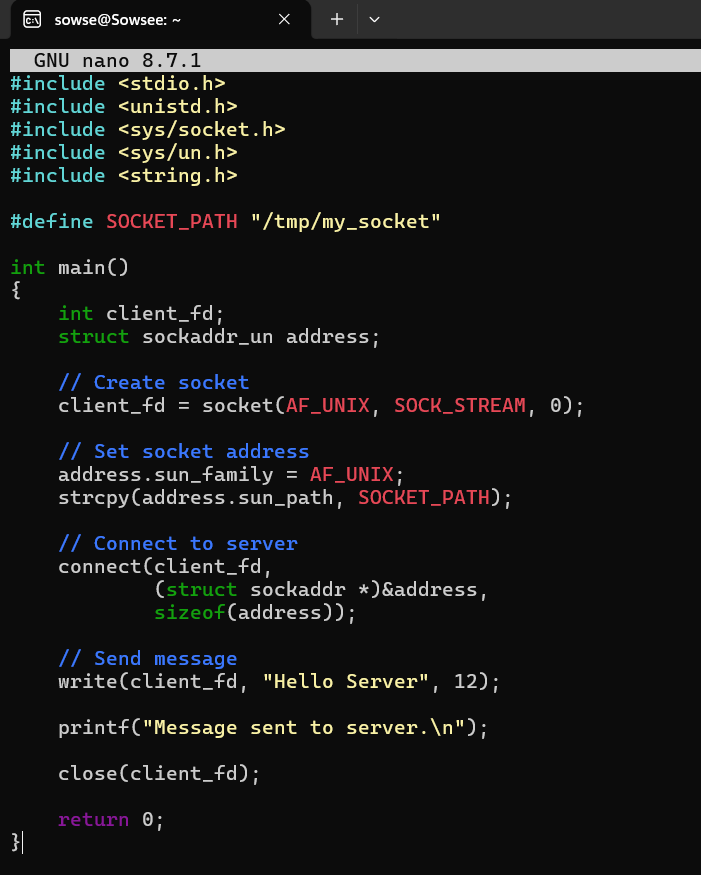 sowse@Sowsee: ~
GNU nano 8.7.1
#include <stdio.h>
#include <unistd.h>
#include <sys/socket.h>
#include <sys/un.h>
#include <string.h>

#define SOCKET_PATH "/tmp/my_socket"

int main()
{
    int client_fd;
    struct sockaddr_un address;

    // Create socket
    client_fd = socket(AF_UNIX, SOCK_STREAM, 0);

    // Set socket address
    address.sun_family = AF_UNIX;
    strcpy(address.sun_path, SOCKET_PATH);

    // Connect to server
    connect(client_fd,
            (struct sockaddr *)&address,
            sizeof(address));

    // Send message
    write(client_fd, "Hello Server", 12);

    printf("Message sent to server.\n");

    close(client_fd);

    return 0;
}